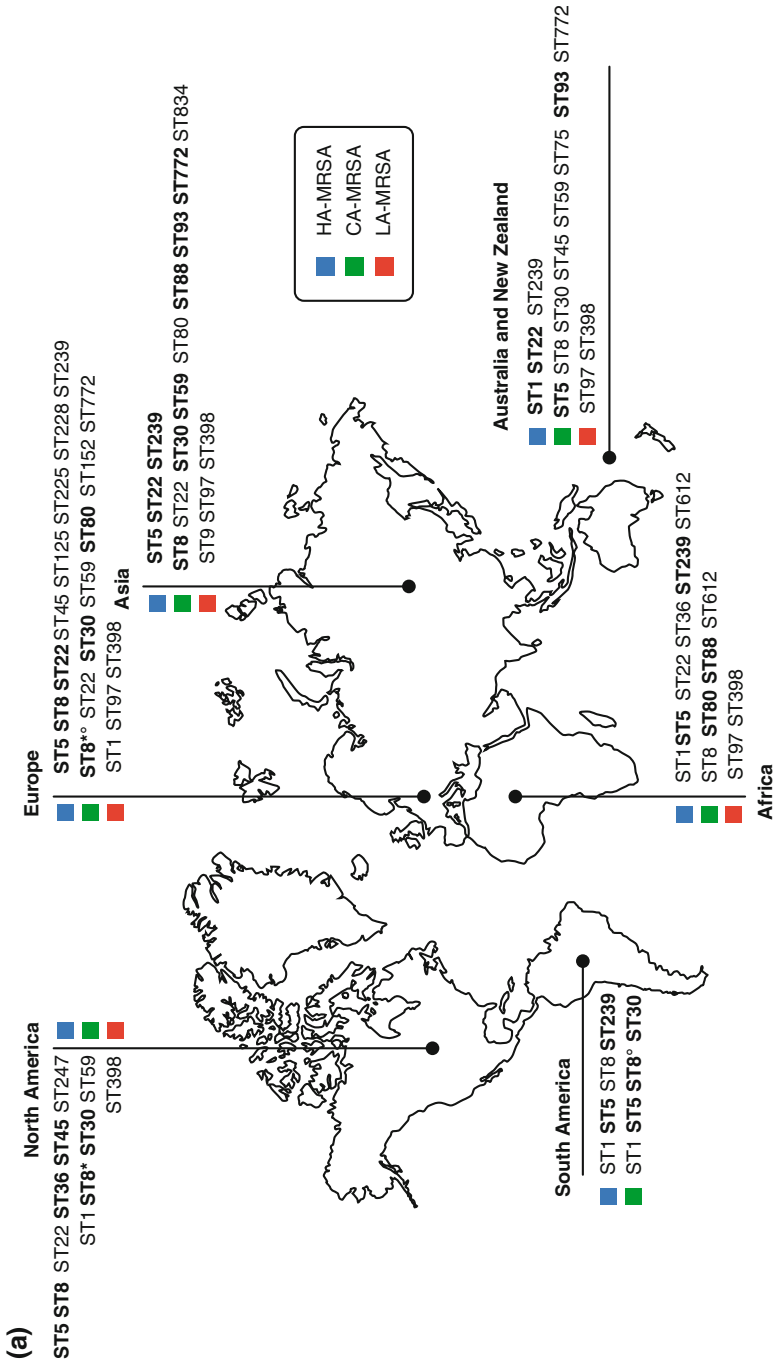 (a)
North America
ST5 ST8 ST22 ST36 ST45 ST247
ST1 ST8* ST30 ST59
ST398
Europe
ST5 ST8 ST22 ST45 ST125 ST225 ST228 ST239
ST8*° ST22 ST30 ST59 ST80 ST152 ST772
ST1 ST97 ST398
Asia
ST5 ST22 ST239
ST8 ST22 ST30 ST59 ST80 ST88 ST93 ST772 ST834
ST9 ST97 ST398
HA-MRSA
CA-MRSA
LA-MRSA
South America
ST1 ST5 ST8 ST239
ST1 ST5 ST8° ST30
Africa
ST1 ST5 ST22 ST36 ST239 ST612
ST8 ST80 ST88 ST612
ST97 ST398
Australia and New Zealand
ST1 ST22 ST239
ST5 ST8 ST30 ST45 ST59 ST75 ST93 ST772
ST97 ST398